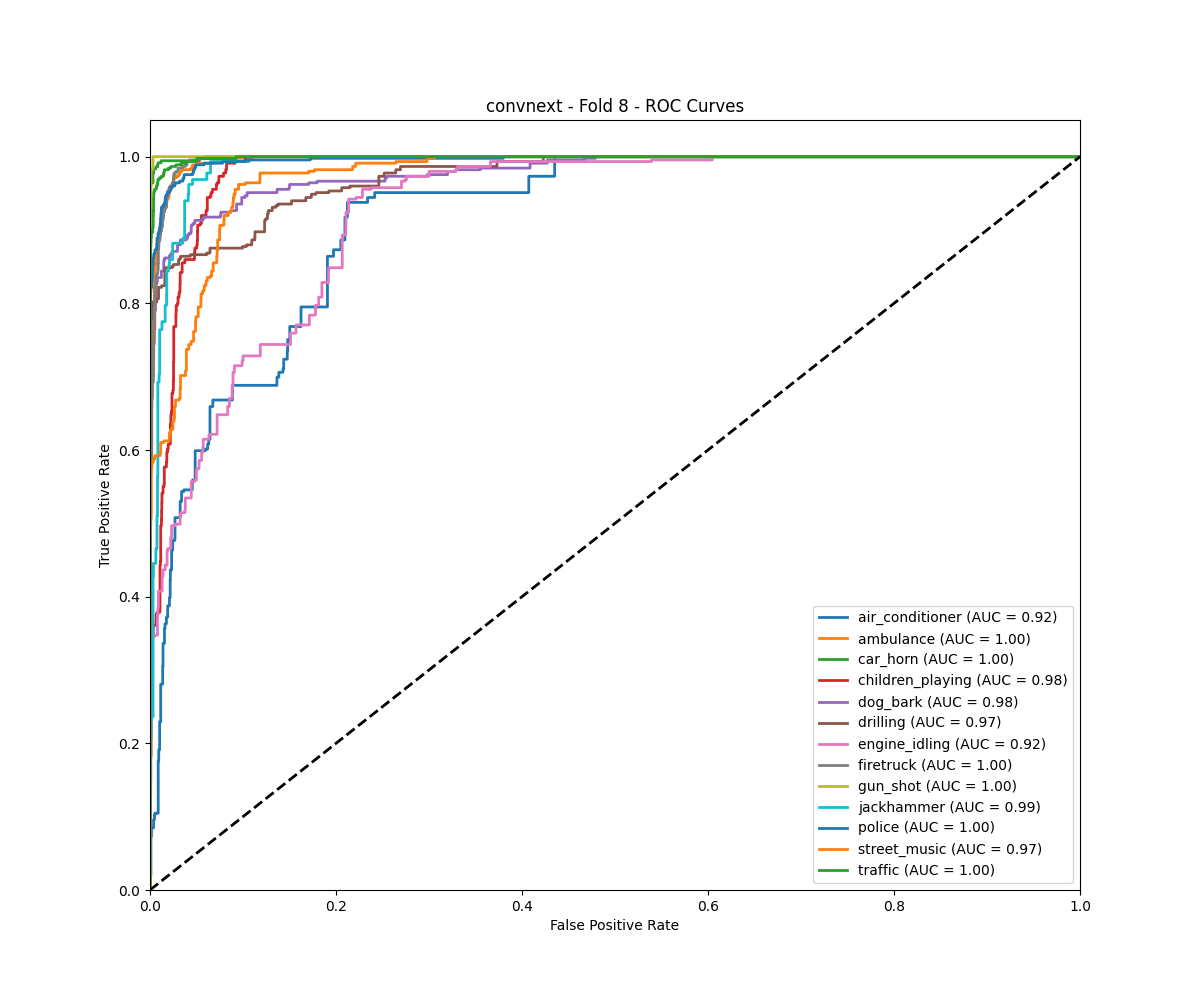 convnext - Fold 8 - ROC Curves
True Positive Rate
1.0
0.8
0.6
0.4
0.2
0.0
0.0 0.2 0.4 0.6 0.8 1.0
False Positive Rate
air_conditioner (AUC = 0.92)
ambulance (AUC = 1.00)
car_horn (AUC = 1.00)
children_playing (AUC = 0.98)
dog_bark (AUC = 0.98)
drilling (AUC = 0.97)
engine_idling (AUC = 0.92)
firetruck (AUC = 1.00)
gun_shot (AUC = 1.00)
jackhammer (AUC = 0.99)
police (AUC = 1.00)
street_music (AUC = 0.97)
traffic (AUC = 1.00)